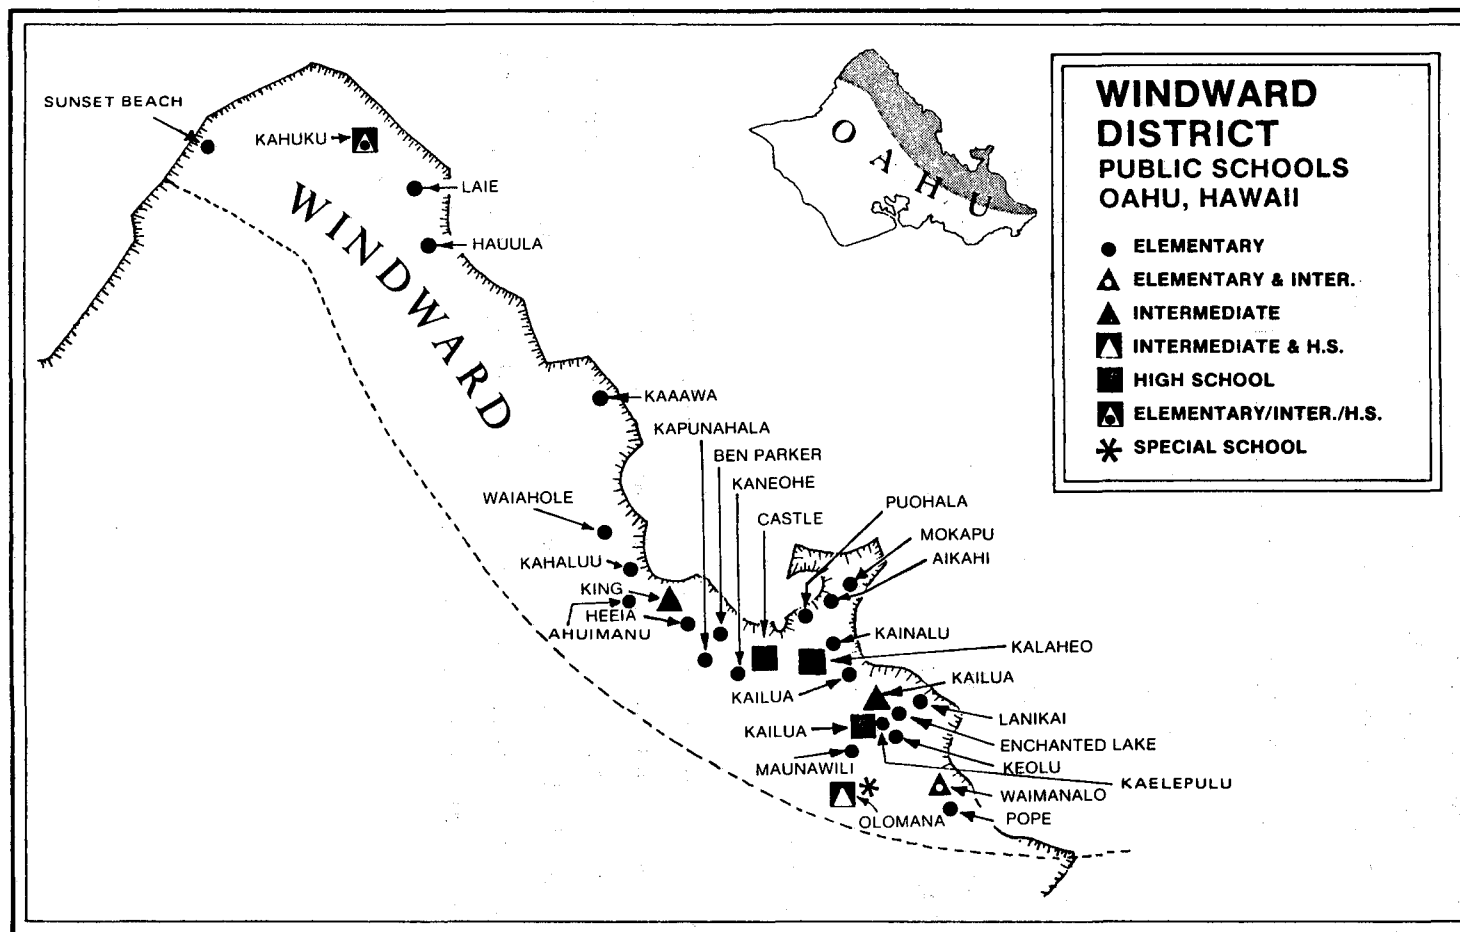 WINDWARD
DISTRICT
PUBLIC SCHOOLS
OAHU, HAWAII
ELEMENTARY
ELEMENTARY & INTER.
INTERMEDIATE
INTERMEDIATE & H.S.
HIGH SCHOOL
ELEMENTARY/INTER./H.S.
SPECIAL SCHOOL
OAHU
WINDWARD
SUNSET BEACH
KAHUKU
LAIE
HAUULA
KAAAWA
KAPUNAHALA
BEN PARKER
KANEOHE
CASTLE
WAIAHOLE
PUOHALA
MOKAPU
AIKAHI
KAHALUU
KING
HEEIA
AHUIMANU
KAINALU
KALAHEO
KAILUA
KAILUA
LANIKAI
KAILUA
ENCHANTED LAKE
KEOLU
MAUNAWILI
KAELEPULU
WAIMANALO
OLOMANA
POPE